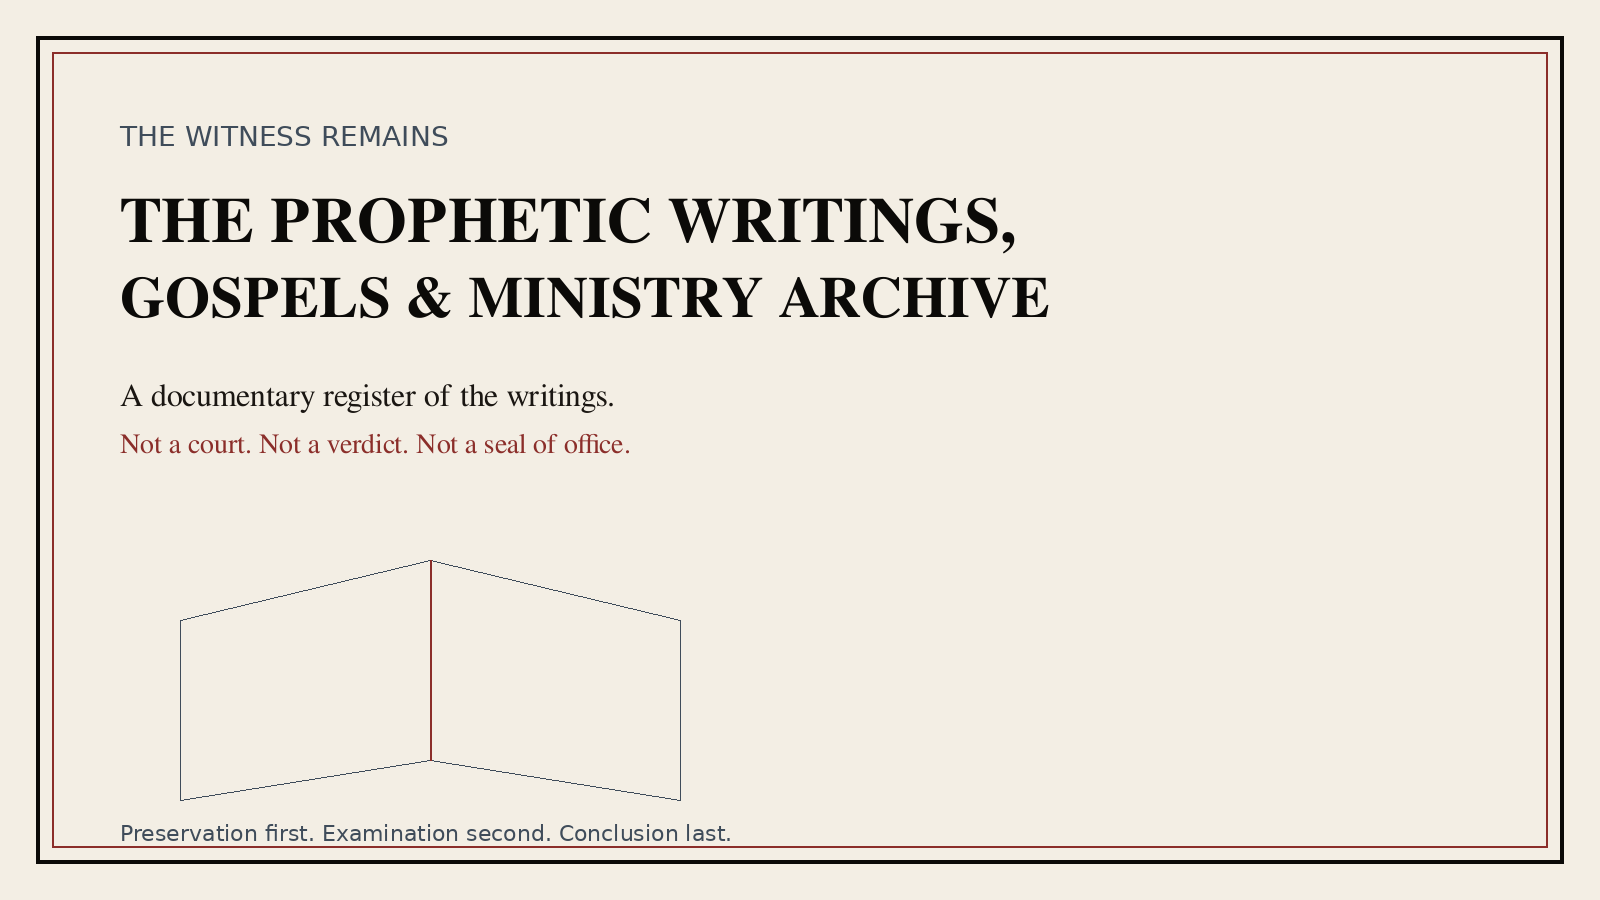 THE WITNESS REMAINS
THE PROPHETIC WRITINGS,
GOSPELS & MINISTRY ARCHIVE
A documentary register of the writings.
Not a court. Not a verdict. Not a seal of office.
Preservation first. Examination second. Conclusion last.